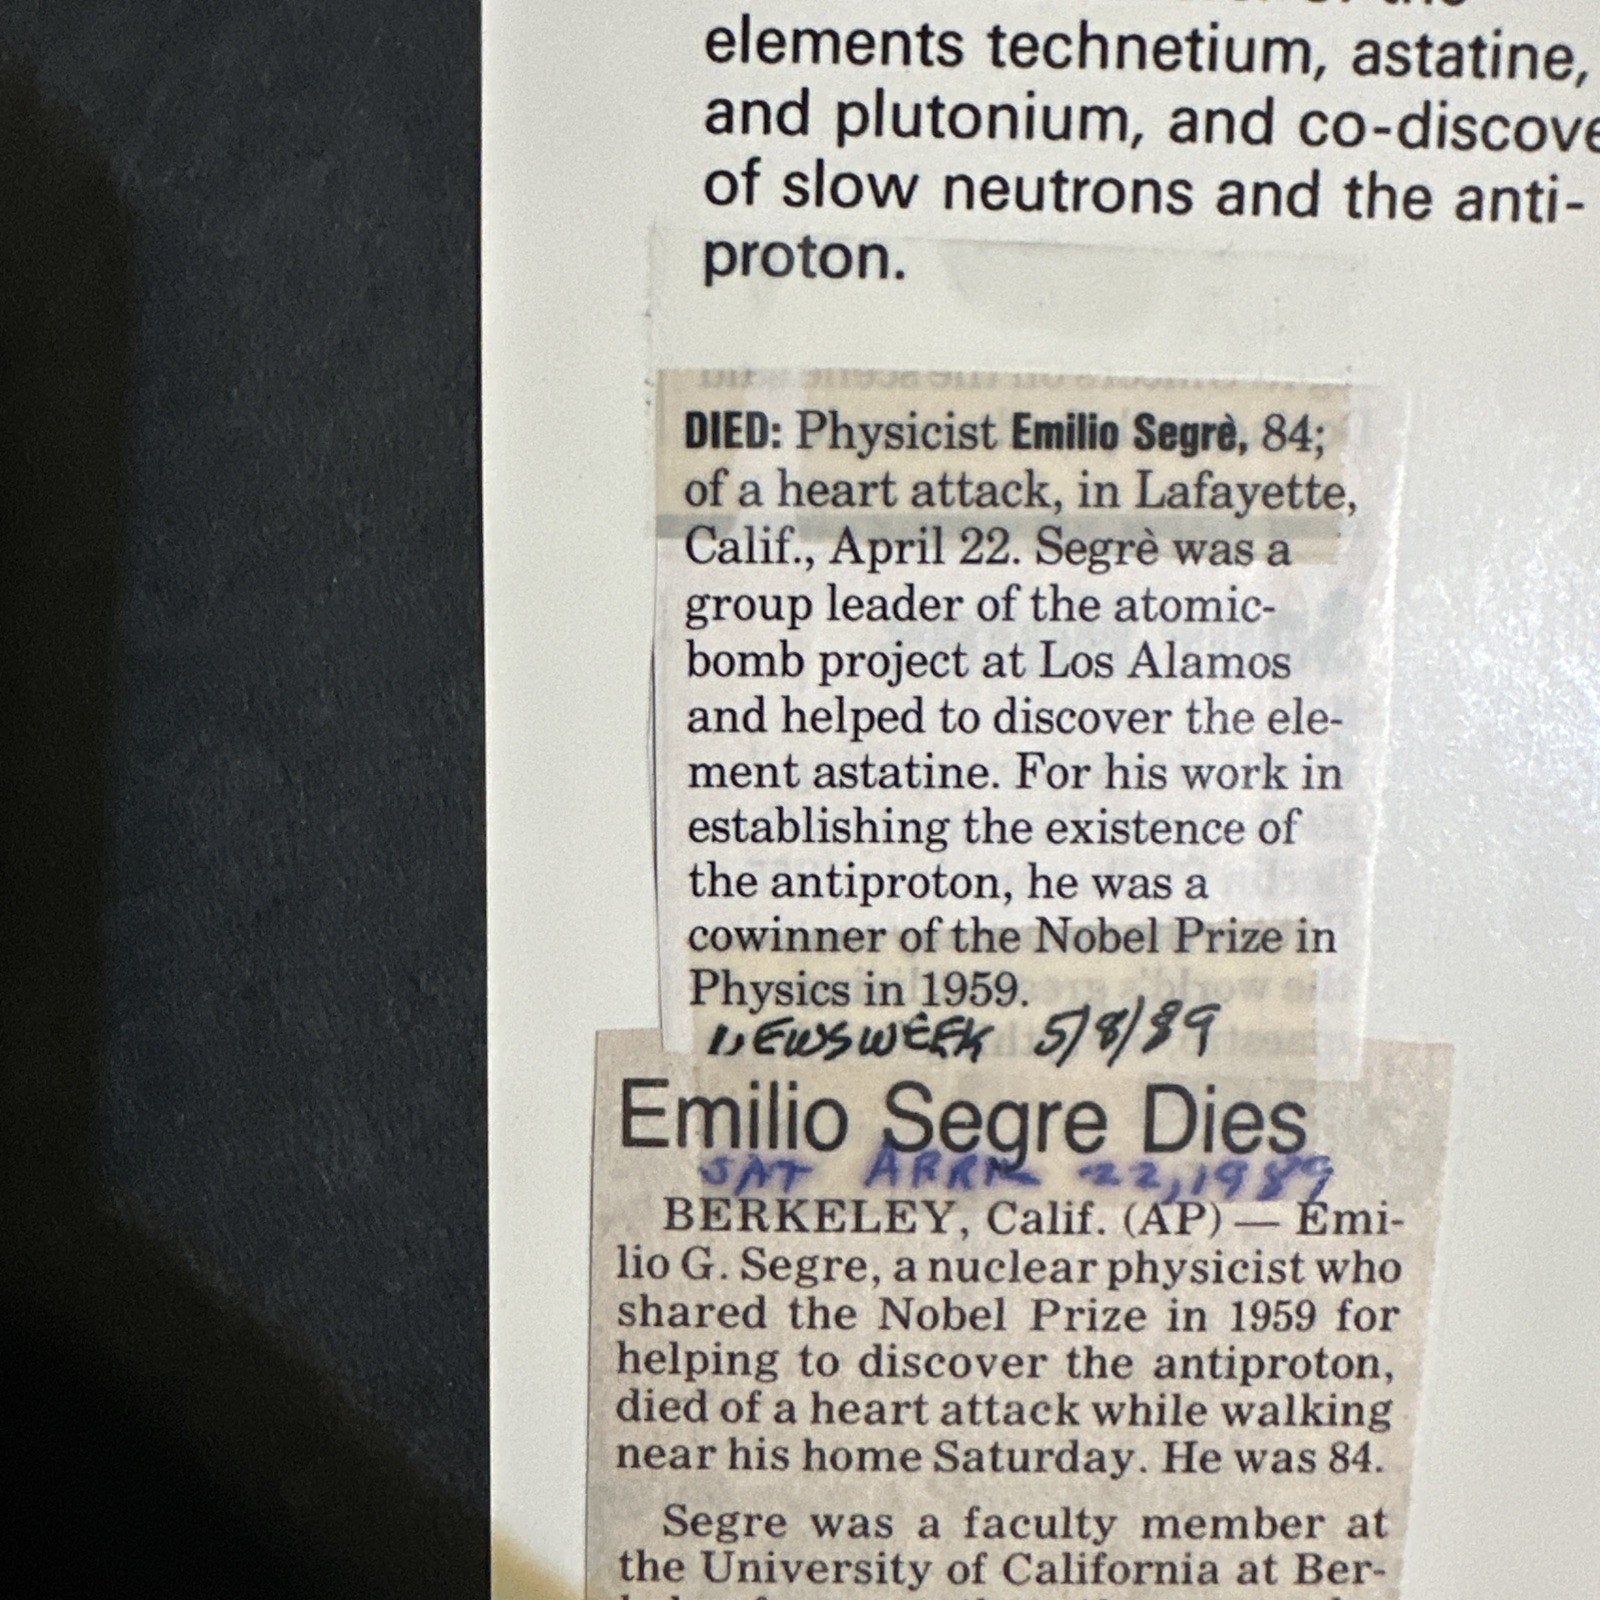 elements technetium, astatine,
and plutonium, and co-discove
of slow neutrons and the anti-
proton.
DIED: Physicist Emilio Segrè, 84;
of a heart attack, in Lafayette,
Calif., April 22. Segrè was a
group leader of the atomic-
bomb project at Los Alamos
and helped to discover the ele-
ment astatine. For his work in
establishing the existence of
the antiproton, he was a
cowinner of the Nobel Prize in
Physics in 1959.
NEWSWEEK 5/8/89
Emilio Segre Dies
SAT 22, 1989
BERKELEY, Calif. (AP) — Emi-
lio G. Segre, a nuclear physicist who
shared the Nobel Prize in 1959 for
helping to discover the antiproton,
died of a heart attack while walking
near his home Saturday. He was 84.
Segre was a faculty member at
the University of California at Ber-